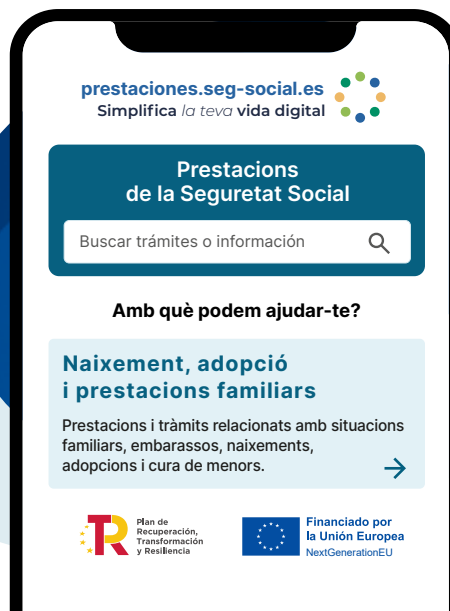 prestaciones.seg-social.es
Simplifica la teva vida digital
Prestacions
de la Seguretat Social
Buscar trámites o información
Amb què podem ajudar-te?
Naixement, adopció
i prestacions familiars
Prestacions i tràmits relacionats amb situacions
familiars, embarassos, naixements,
adopcions i cura de menors.
Plan de
Recuperación,
Transformación
y Resiliencia
Financiado por
la Unión Europea
NextGenerationEU